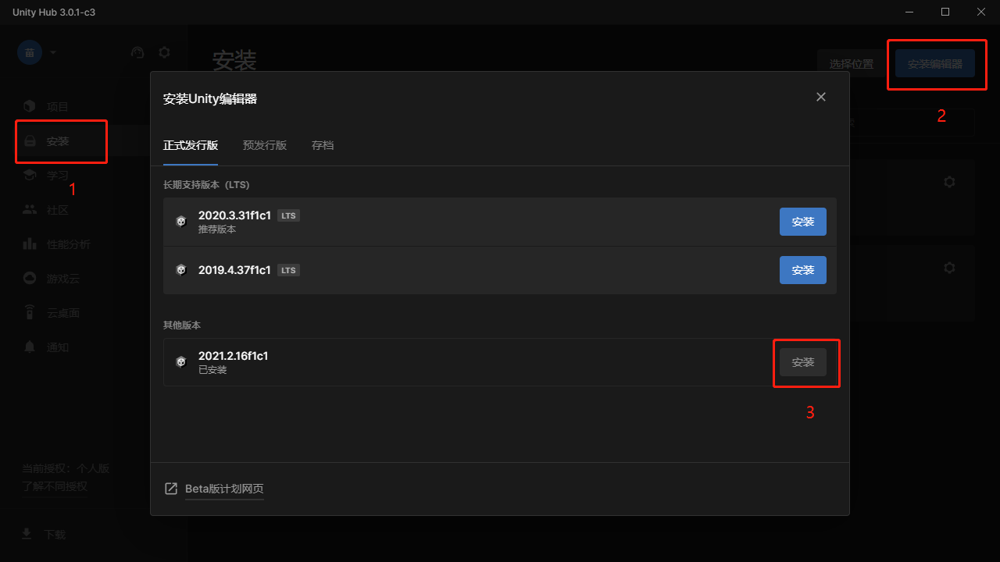 Unity Hub 3.0.1-c3
苗
安装
选择位置
安装编辑器
2
项目
安装
1
学习
社区
性能分析
游戏云
云桌面
通知
安装Unity编辑器
正式发行版
预发行版
存档
长期支持版本（LTS）
2020.3.31f1c1 LTS
推荐版本
安装
2019.4.37f1c1 LTS
安装
其他版本
2021.2.16f1c1
已安装
安装
3
Beta版计划网页
当前授权：个人版
了解不同授权
下载